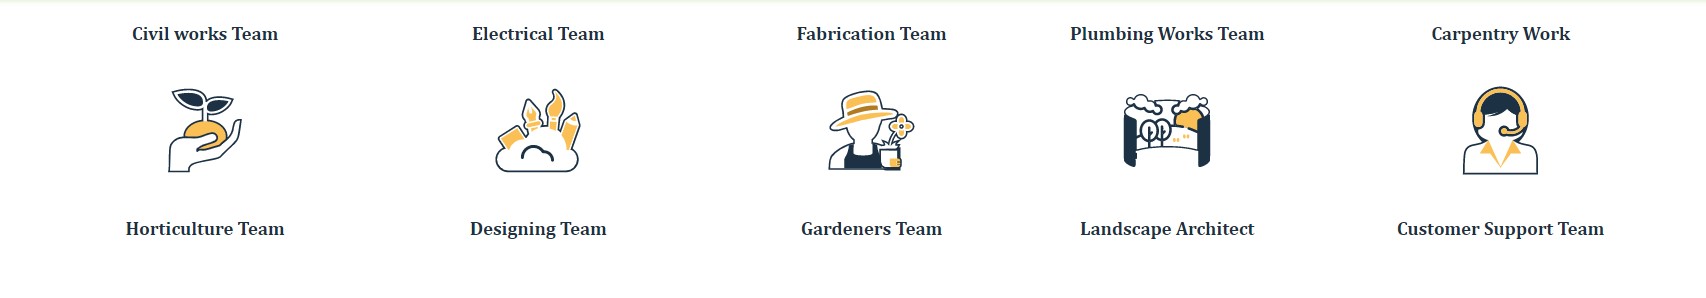 Civil works Team
Electrical Team
Fabrication Team
Plumbing Works Team
Carpentry Work
Horticulture Team
Designing Team
Gardeners Team
Landscape Architect
Customer Support Team